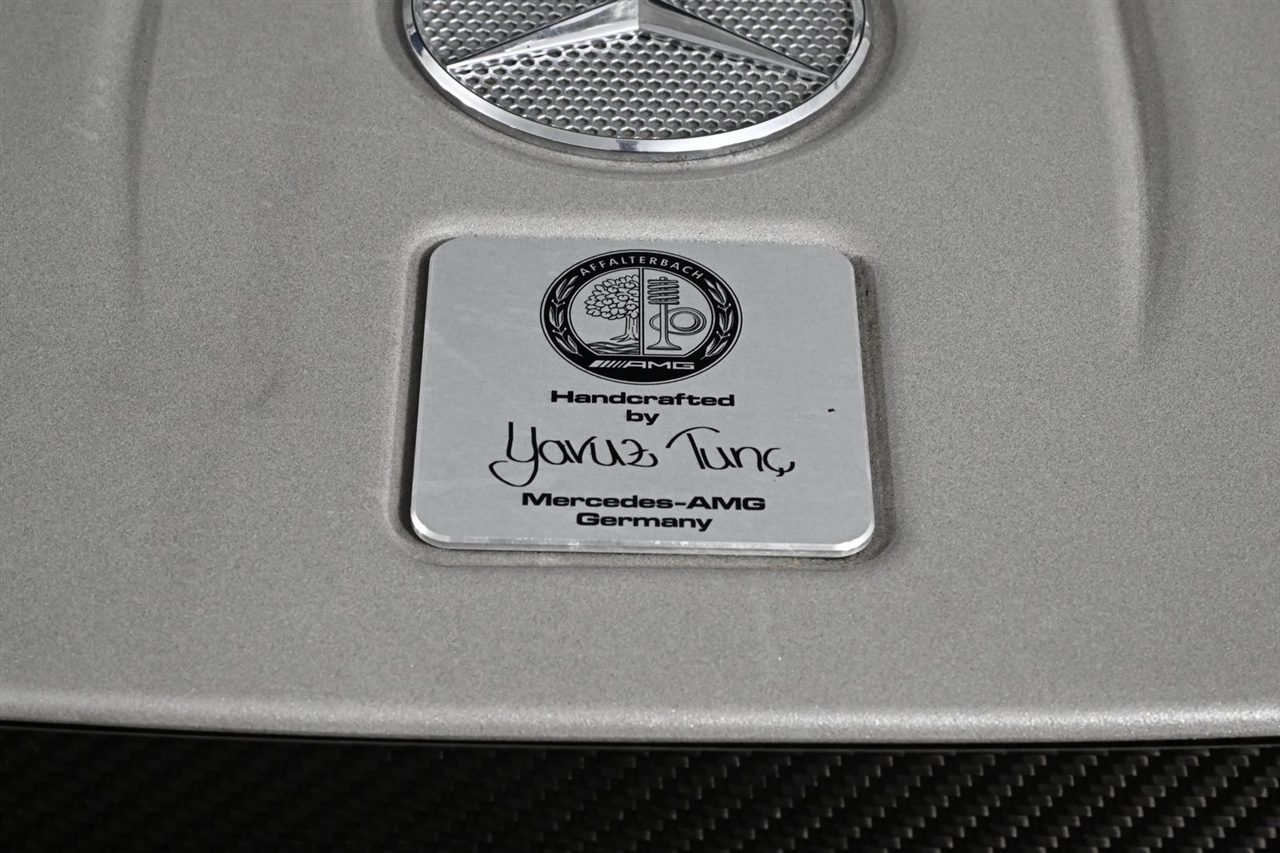 AFFALTERBACH
AMG
Handcrafted
by
Yavuz Tunç
Mercedes-AMG
Germany